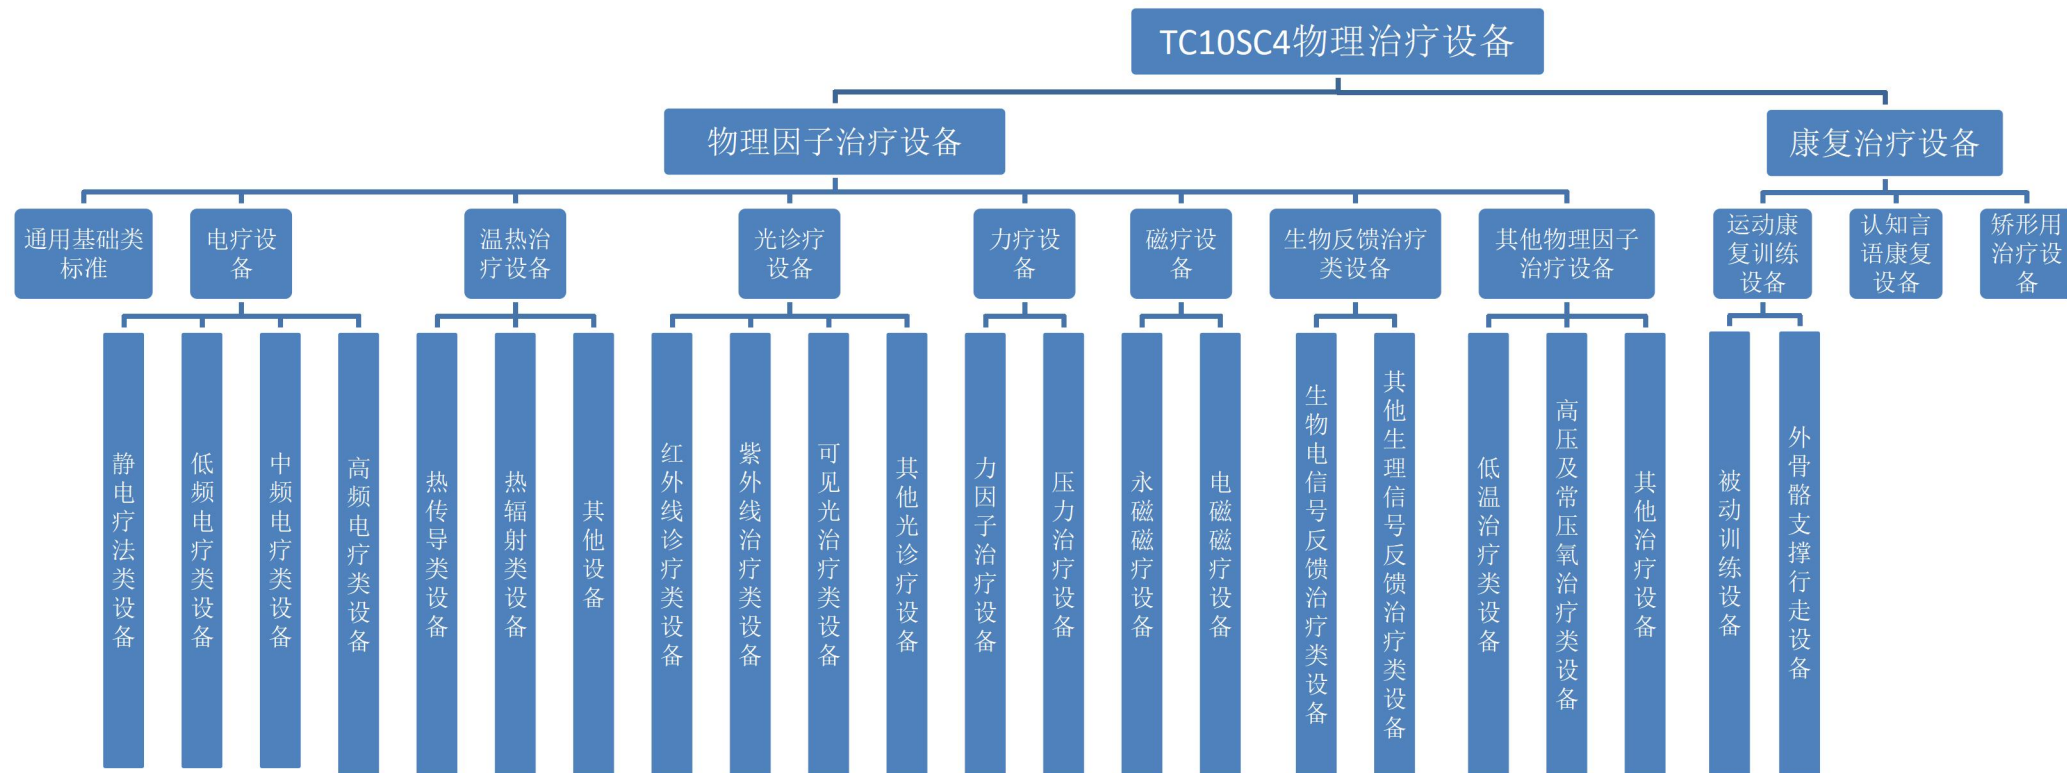 TC10SC4物理治疗设备
物理因子治疗设备
康复治疗设备
通用基础类
标准
电疗设
备
温热治
疗设备
光诊疗
设备
力疗设
备
磁疗设
备
生物反馈治疗
类设备
其他物理因子
治疗设备
运动康
复训练
设备
认知言
语康复
设备
矫形用
治疗设
备
静电疗法类设备
低频电疗类设备
中频电疗类设备
高频电疗类设备
热传导类设备
热辐射类设备
其他设备
红外线诊疗类设备
紫外线治疗类设备
可见光治疗类设备
其他光诊疗设备
力因子治疗设备
压力治疗设备
永磁磁疗设备
电磁磁疗设备
生物电信号反馈治疗类设备
其他生理信号反馈治疗类设备
低温治疗类设备
高压及常压氧治疗类设备
其他治疗设备
被动训练设备
外骨骼支撑行走设备